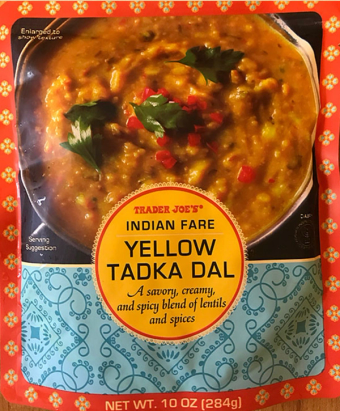 Enlarged to
show texture
Serving
Suggestion
TRADER JOE'S®
INDIAN FARE
YELLOW
TADKA DAL
A savory, creamy,
and spicy blend of lentils
and spices
NET WT. 10 OZ (284g)